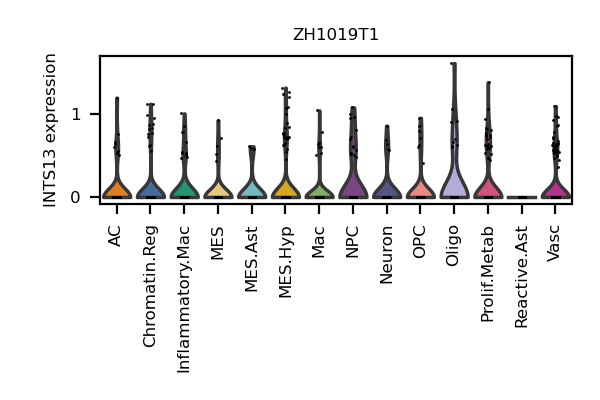 ZH1019T1
INTS13 expression
1
0
AC
Chromatin.Reg
Inflammatory.Mac
MES
MES.Ast
MES.Hyp
Mac
NPC
Neuron
OPC
Oligo
Prolif.Metab
Reactive.Ast
Vasc